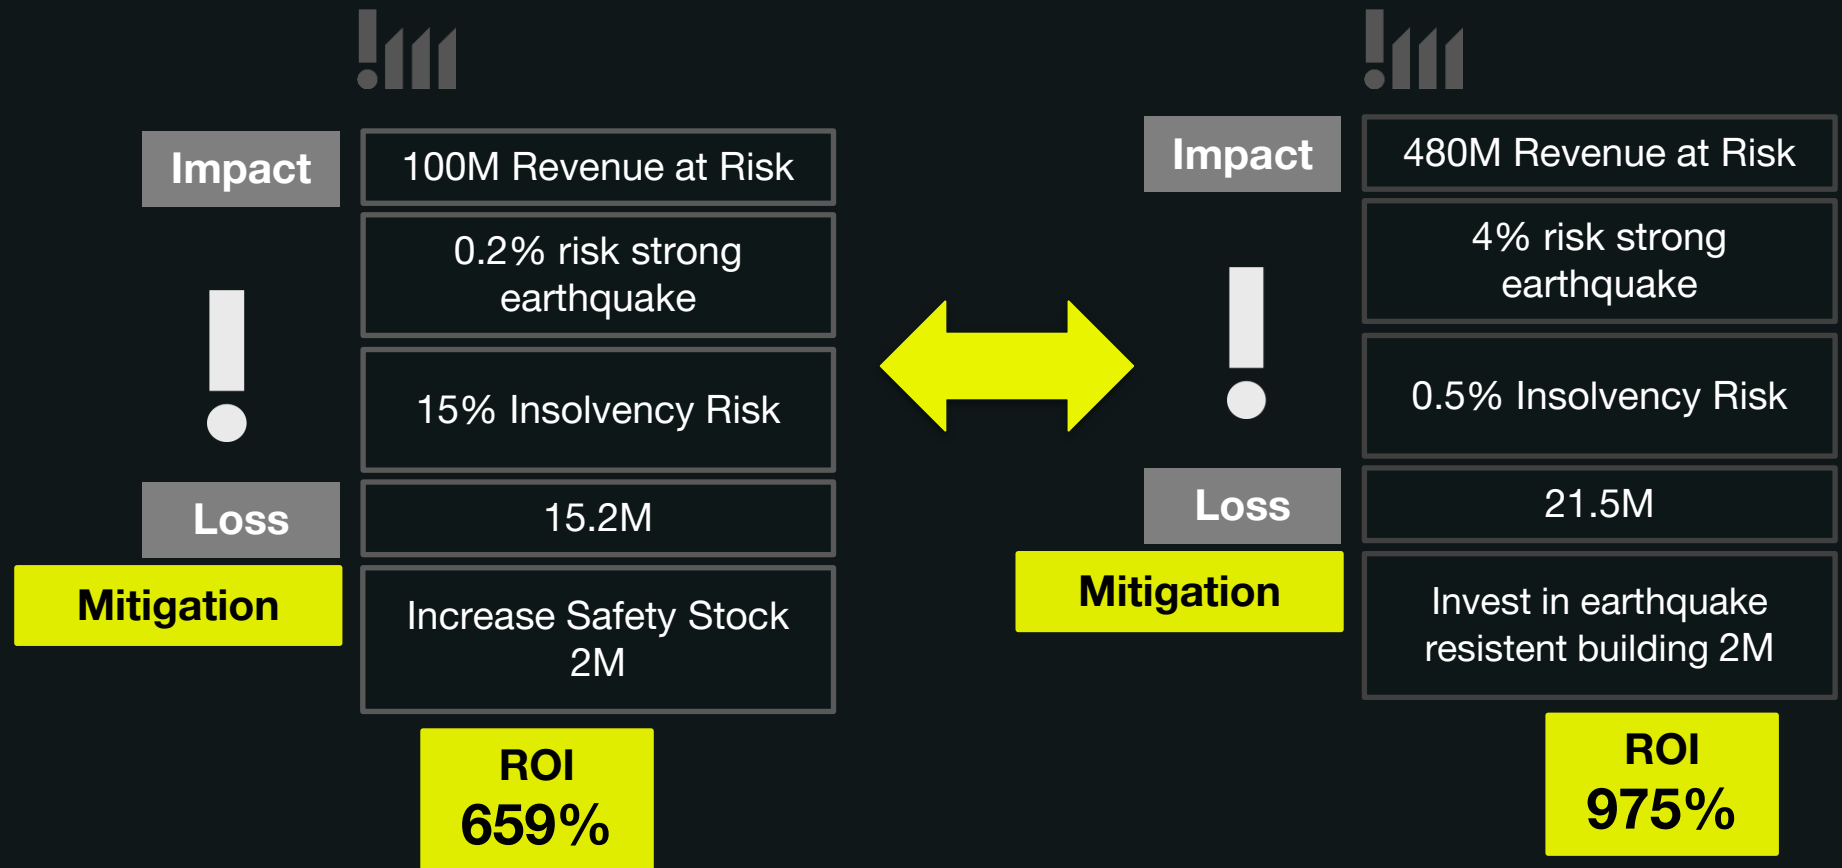 Impact
100M Revenue at Risk
0.2% risk strong
earthquake
15% Insolvency Risk
Loss
15.2M
Mitigation
Increase Safety Stock
2M
ROI
659%
Impact
480M Revenue at Risk
4% risk strong
earthquake
0.5% Insolvency Risk
Loss
21.5M
Mitigation
Invest in earthquake
resistent building 2M
ROI
975%